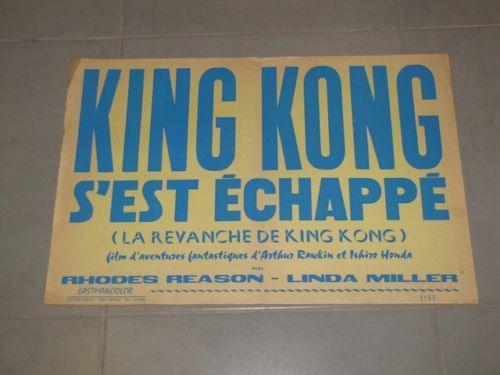 KING KONG
S'EST ÉCHAPPÉ
(LA REVANCHE DE KING KONG)
film d'aventures fantastiques d'Arthur Rankin et Ishiro Honda
avec
RHODES REASON - LINDA MILLER
EASTMANCOLOR